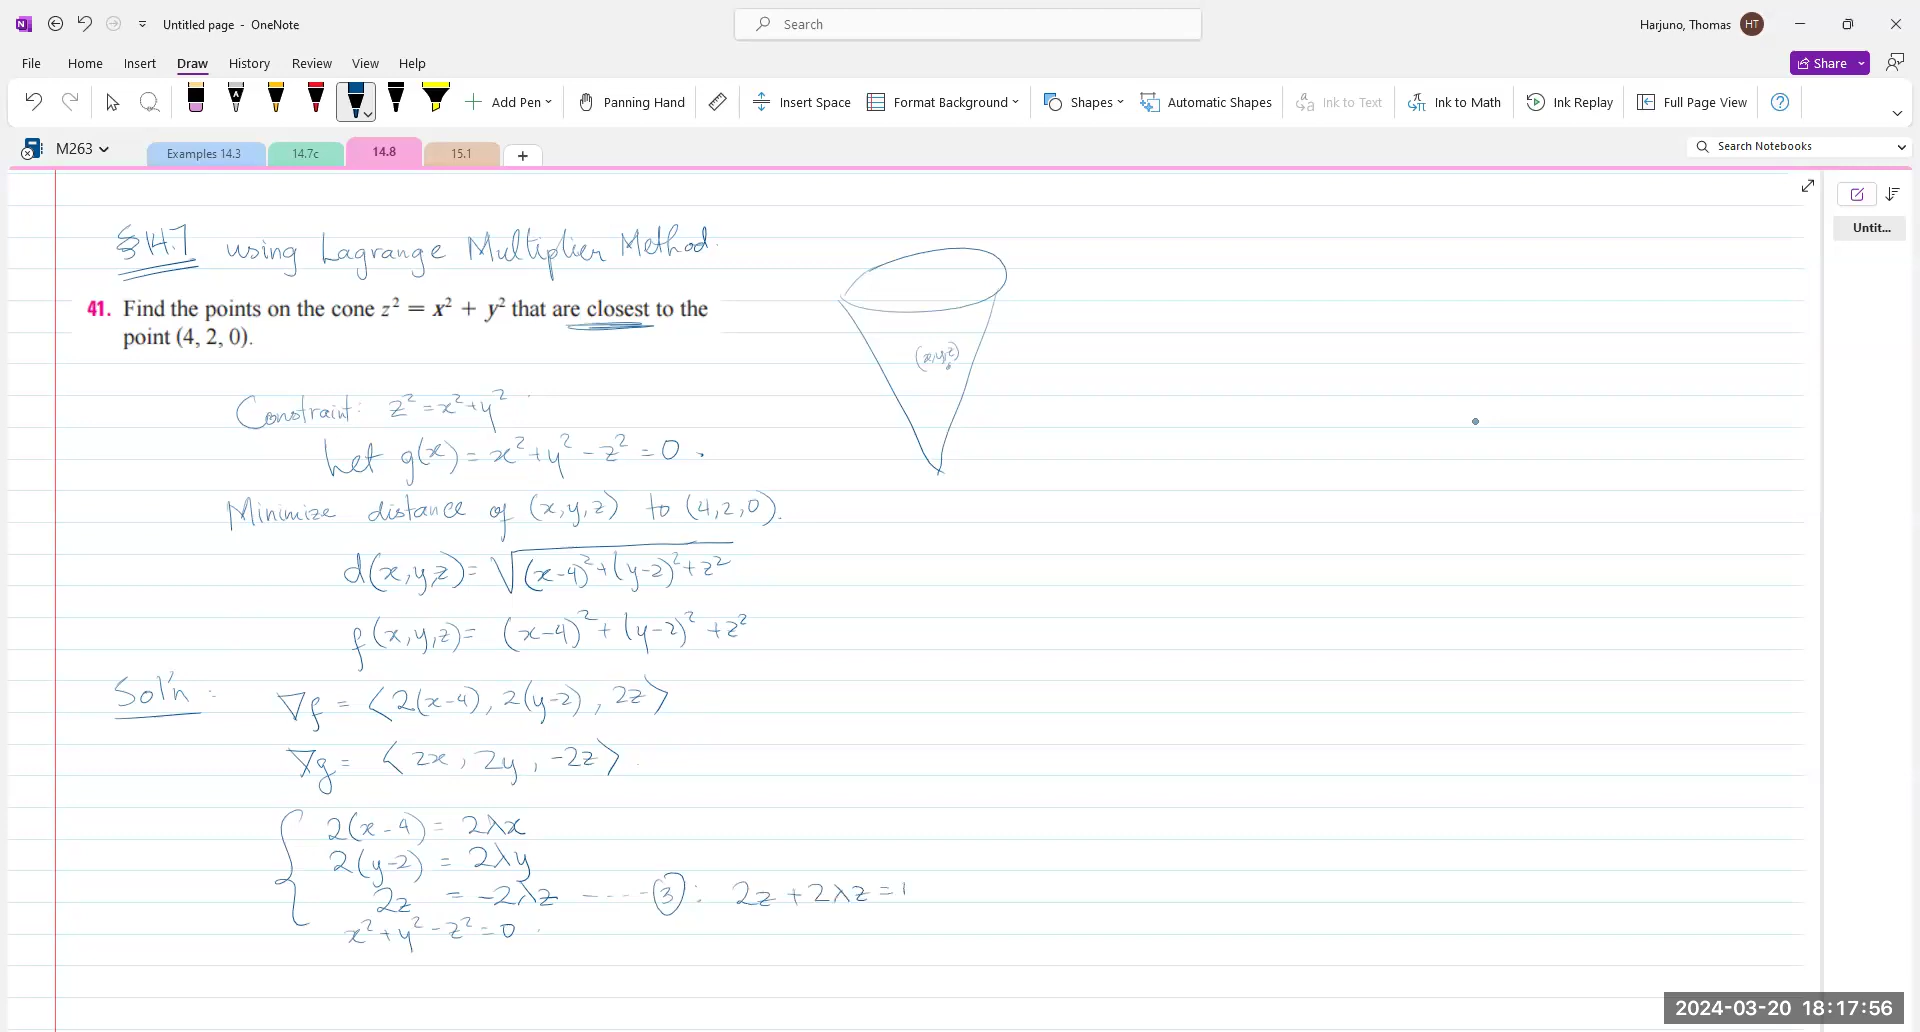 Untitled page - OneNote
Search
Harjuno, Thomas HT
File Home Insert Draw History Review View Help
Share
Add Pen Panning Hand Insert Space Format Background Shapes Automatic Shapes Ink to Text Ink to Math Ink Replay Full Page View
M263 Examples 14.3 14.7c 14.8 15.1 +
Search Notebooks
Untit...
§14.7 using Lagrange Multiplier Method.
41. Find the points on the cone z² = x² + y² that are closest to the
point (4, 2, 0).
(x,y,z)
Constraint: z² = x² + y²
Let g(x) = x² + y² - z² = 0.
Minimize distance of (x,y,z) to (4,2,0).
d(x,y,z) = √(x-4)²+(y-2)²+z²
f(x,y,z) = (x-4)² + (y-2)² + z²
Sol'n: ∇f = ⟨2(x-4), 2(y-2), 2z⟩
∇g = ⟨2x, 2y, -2z⟩
{ 2(x-4) = 2λx
2(y-2) = 2λy
2z = -2λz ----- ③: 2z + 2λz = 1
x² + y² - z² = 0
2024-03-20 18:17:56